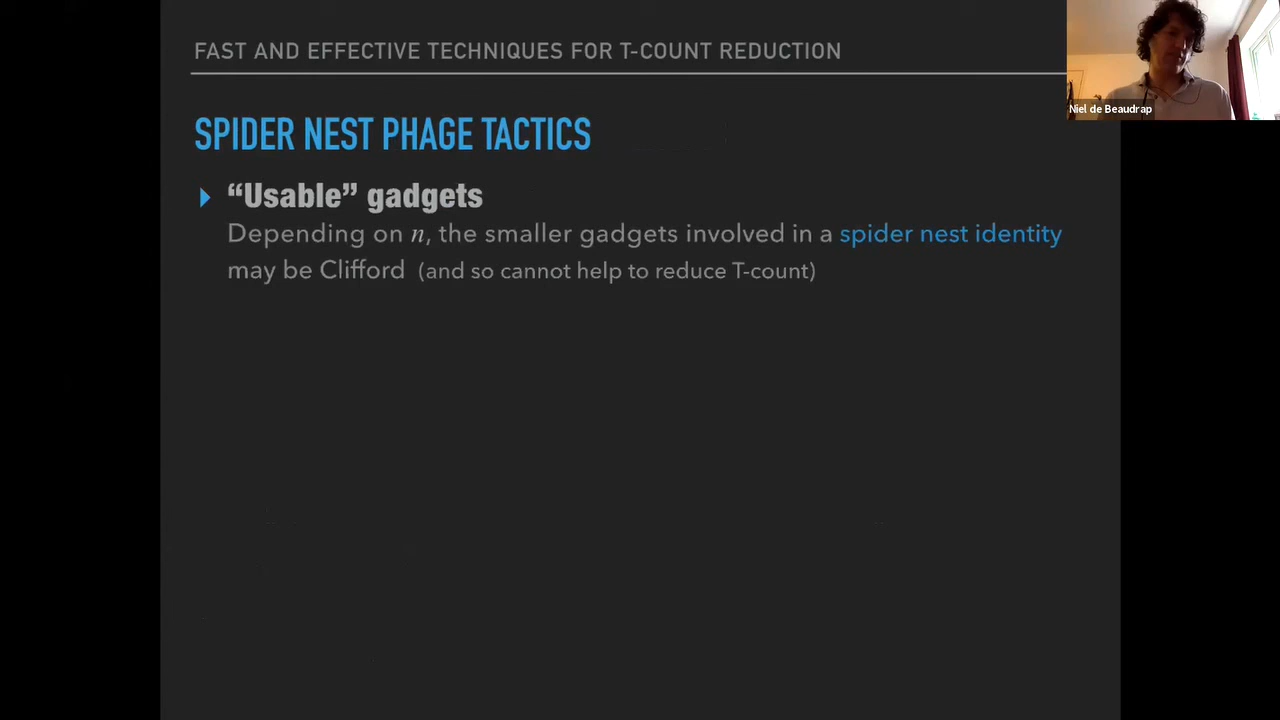 FAST AND EFFECTIVE TECHNIQUES FOR T-COUNT REDUCTION
Niel de Beaudrap
SPIDER NEST PHAGE TACTICS
“Usable” gadgets
Depending on n, the smaller gadgets involved in a spider nest identity
may be Clifford (and so cannot help to reduce T-count)